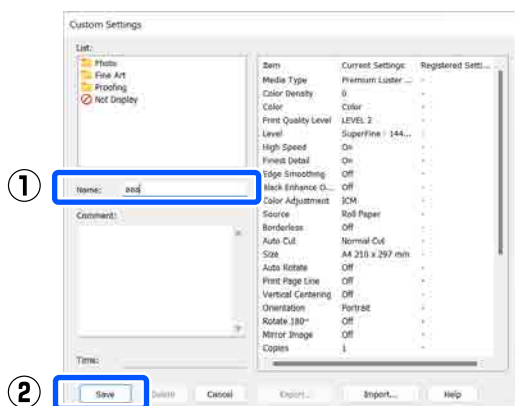 Custom Settings
List:
Photo
Fine Art
Proofing
Not Display
① Name: aaa
Comment:
Time:
Item Current Settings Registered Setti...
Media Type Premium Luster ... -
Color Density 0 -
Color Color -
Print Quality Level LEVEL 2 -
Level SuperFine - 144... -
High Speed On -
Finest Detail On -
Edge Smoothing Off -
Black Enhance O... Off -
Color Adjustment ICM -
Source Roll Paper -
Borderless Off -
Auto Cut Normal Cut -
Size A4 210 x 297 mm -
Auto Rotate Off -
Print Page Line Off -
Vertical Centering Off -
Orientation Portrait -
Rotate 180° Off -
Mirror Image Off -
Copies 1 -
② Save Delete Cancel Export... Import... Help